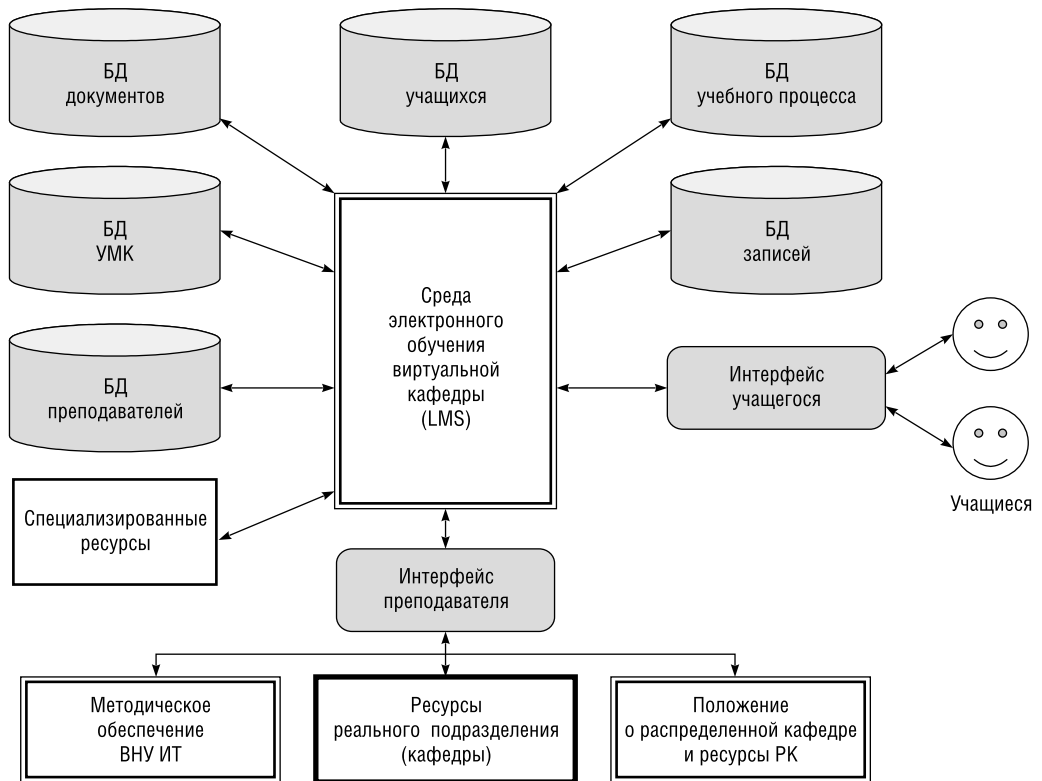 БД
документов
БД
учащихся
БД
учебного процесса
БД
УМК
БД
записей
Среда
электронного
обучения
виртуальной
кафедры
(LMS)
БД
преподавателей
Интерфейс
учащегося
Учащиеся
Специализированные
ресурсы
Интерфейс
преподавателя
Методическое
обеспечение
ВНУ ИТ
Ресурсы
реального подразделения
(кафедры)
Положение
о распределенной кафедре
и ресурсы РК